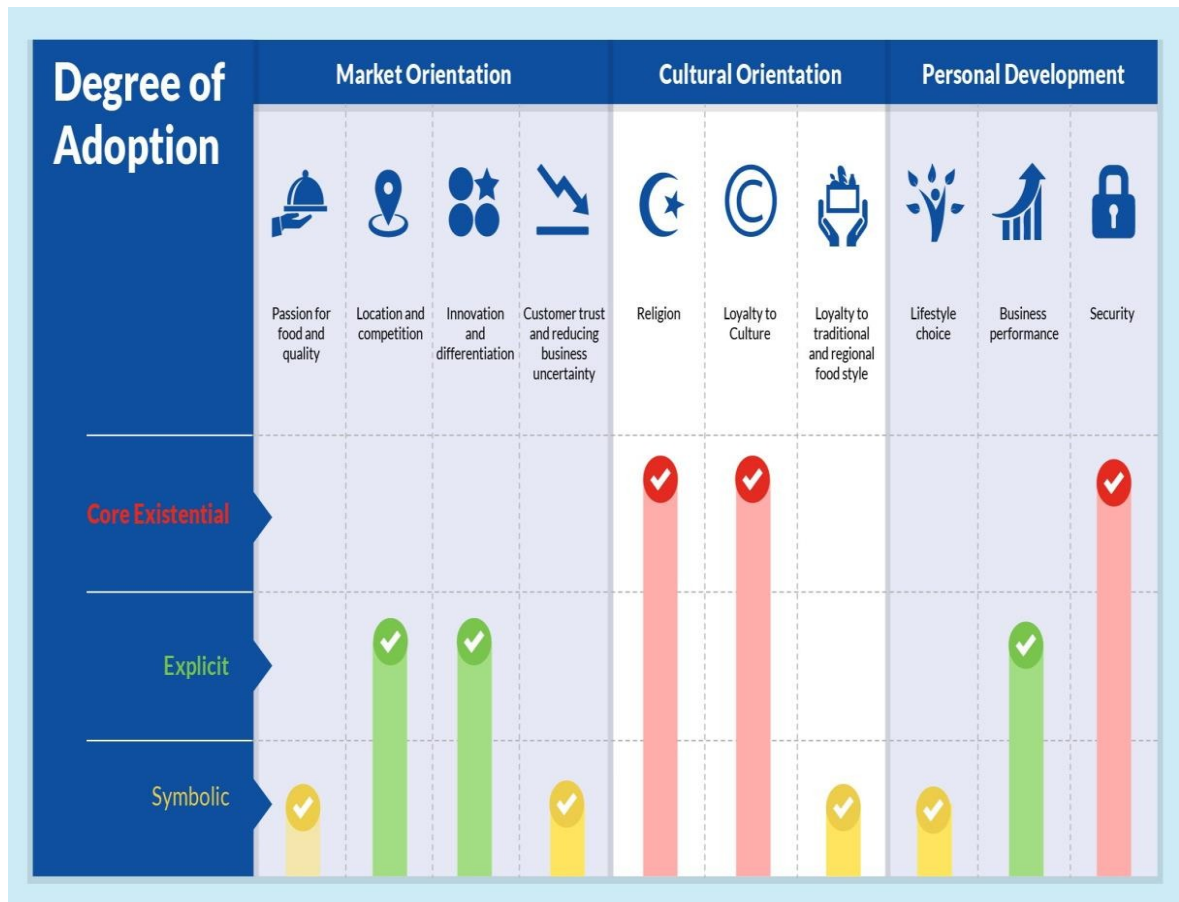 Degree of
Adoption
Market Orientation
Cultural Orientation
Personal Development
Passion for
food and
quality
Location and
competition
Innovation
and
differentiation
Customer trust
and reducing
business
uncertainty
Religion
Loyalty to
Culture
Loyalty to
traditional
and regional
food style
Lifestyle
choice
Business
performance
Security
Core Existential
Explicit
Symbolic